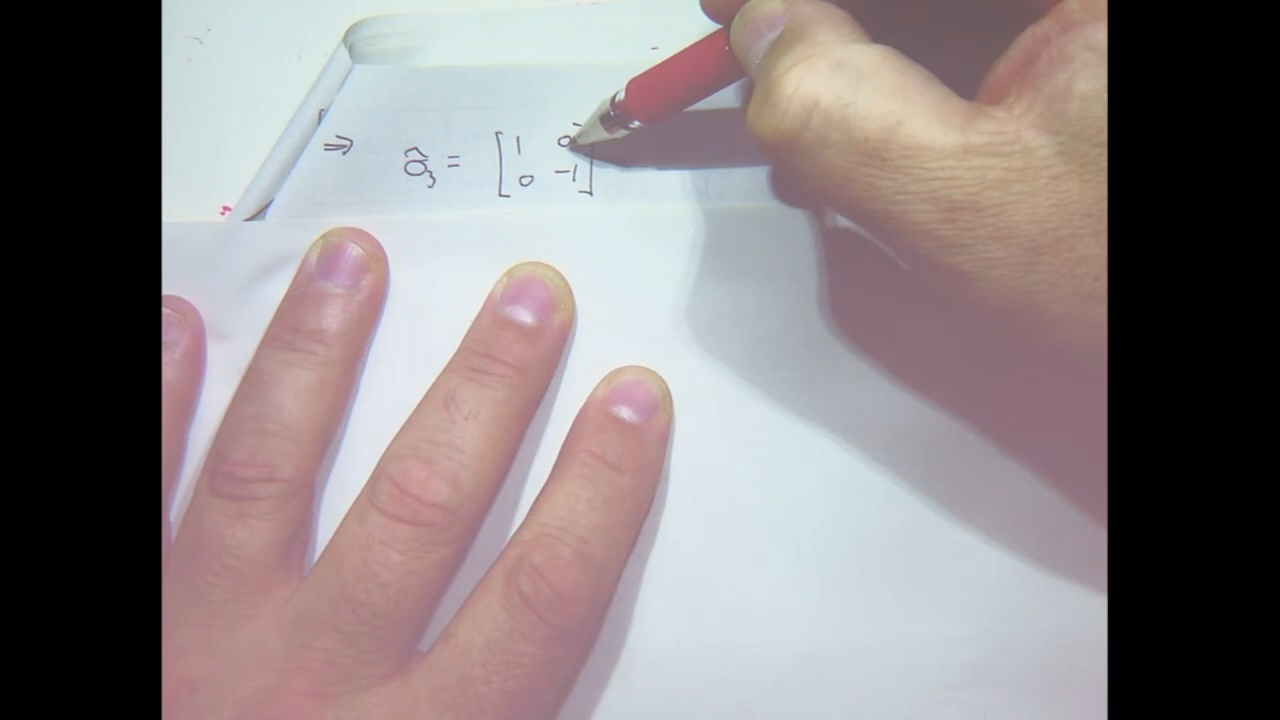 ⇒ σ̂₃ = [1 0
0 -1]